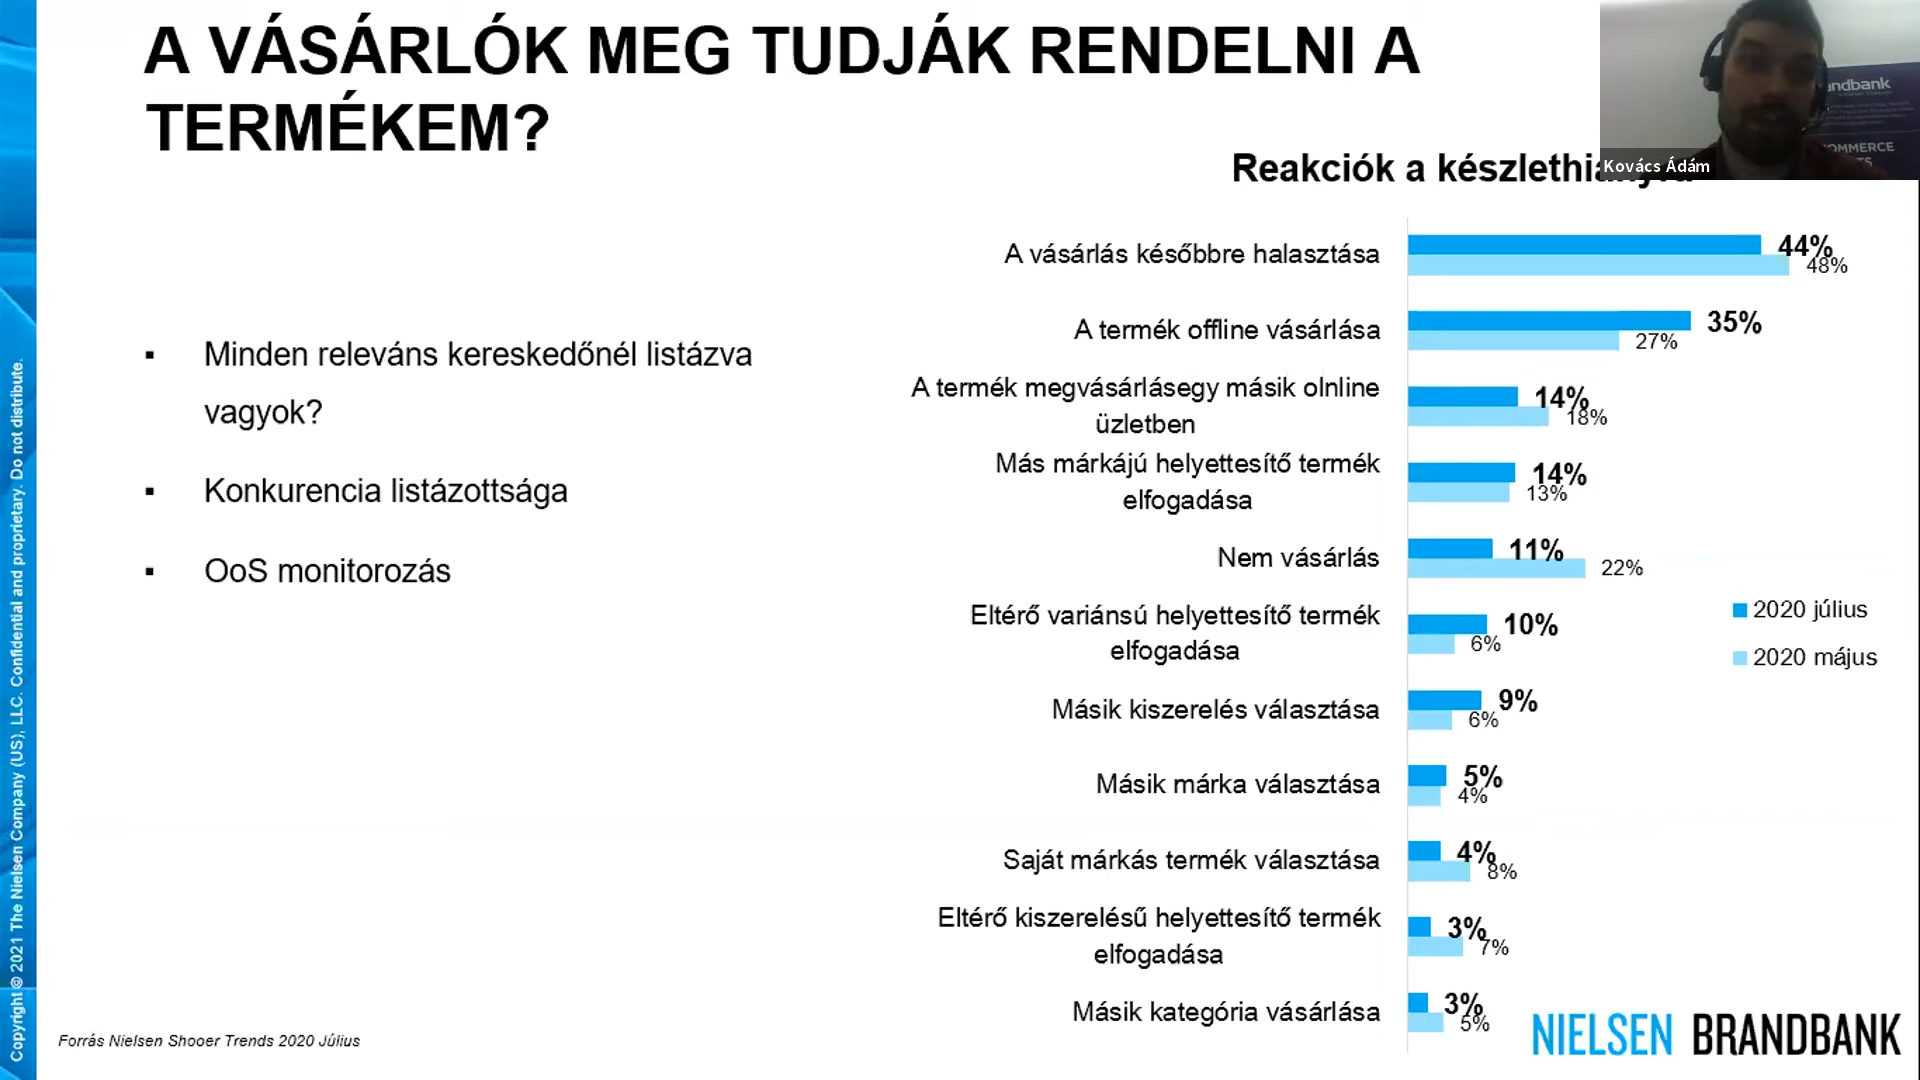 A VÁSÁRLÓK MEG TUDJÁK RENDELNI A
TERMÉKEM?
ndbank
OMMERCE
TS
Kovács Ádám
Reakciók a készlethiányra
▪ Minden releváns kereskedőnél listázva
vagyok?
▪ Konkurencia listázottsága
▪ OoS monitorozás
A vásárlás későbbre halasztása
44%
48%
A termék offline vásárlása
35%
27%
A termék megvásárlásegy másik olnline
üzletben
14%
18%
Más márkájú helyettesítő termék
elfogadása
14%
13%
Nem vásárlás
11%
22%
Eltérő variánsú helyettesítő termék
elfogadása
10%
6%
Másik kiszerelés választása
9%
6%
Másik márka választása
5%
4%
Saját márkás termék választása
4%
8%
Eltérő kiszerelésű helyettesítő termék
elfogadása
3%
7%
Másik kategória vásárlása
3%
5%
2020 július
2020 május
Forrás Nielsen Shooer Trends 2020 Július
NIELSEN BRANDBANK
Copyright © 2021 The Nielsen Company (US), LLC. Confidential and proprietary. Do not distribute.